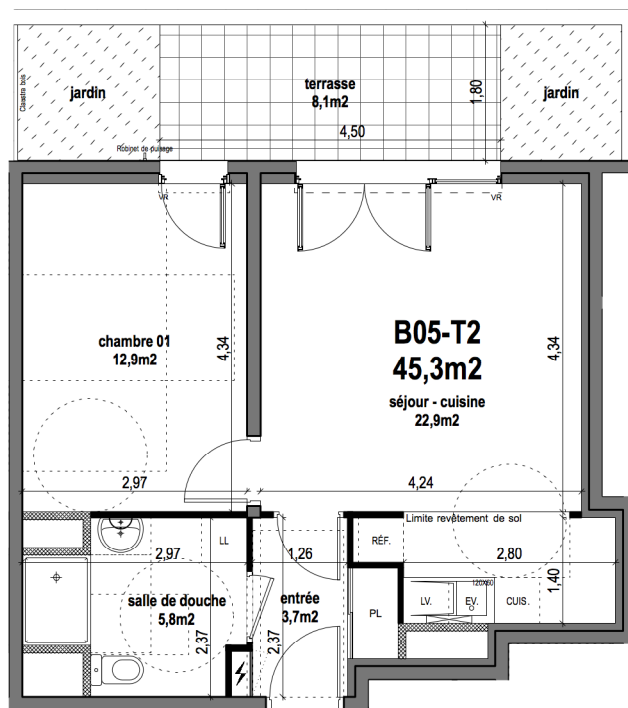 Claustra bois
jardin
terrasse
8,1m2
1,80
jardin
4,50
Robinet de puisage
VR
VR
chambre 01
12,9m2
4,34
B05-T2
45,3m2
séjour - cuisine
22,9m2
4,34
2,97
4,24
Limite revêtement de sol
LL
RÉF.
2,97
1,26
2,80
120X60
1,40
salle de douche
5,8m2
entrée
3,7m2
LV.
EV.
CUIS.
PL
2,37
2,37